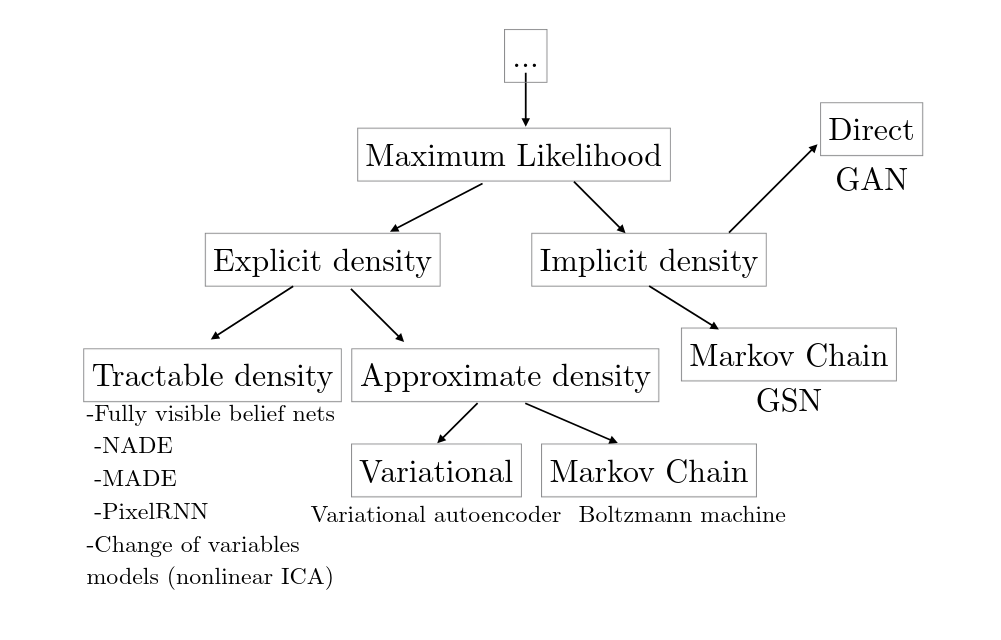 ...
Direct
Maximum Likelihood
GAN
Explicit density
Implicit density
Markov Chain
GSN
Tractable density
Approximate density
-Fully visible belief nets
-NADE
-MADE
-PixelRNN
-Change of variables
models (nonlinear ICA)
Variational
Markov Chain
Variational autoencoder
Boltzmann machine